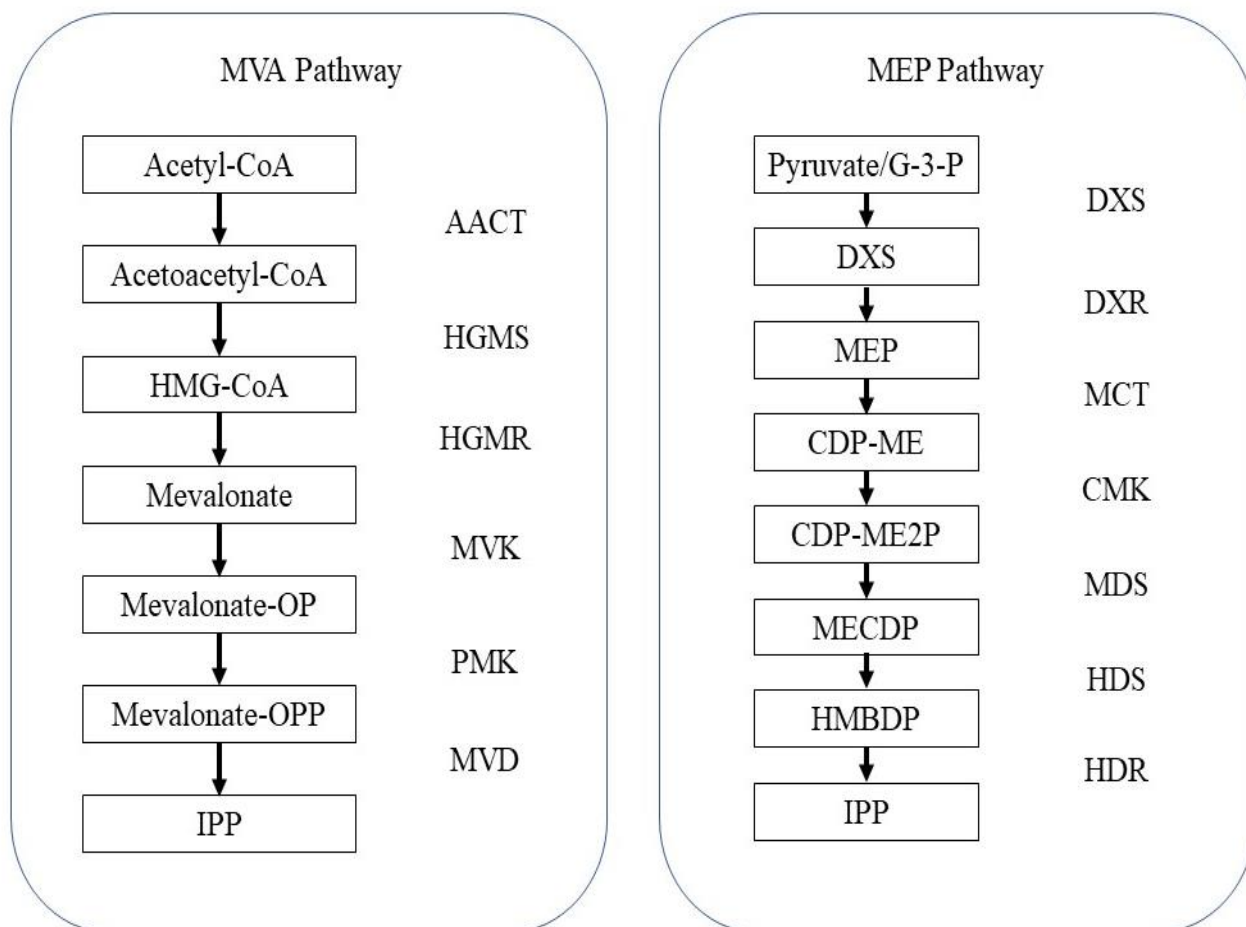 MVA Pathway
Acetyl-CoA
AACT
Acetoacetyl-CoA
HGMS
HMG-CoA
HGMR
Mevalonate
MVK
Mevalonate-OP
PMK
Mevalonate-OPP
MVD
IPP
MEP Pathway
Pyruvate/G-3-P
DXS
DXS
DXR
MEP
MCT
CDP-ME
CMK
CDP-ME2P
MDS
MECDP
HDS
HMBDP
HDR
IPP